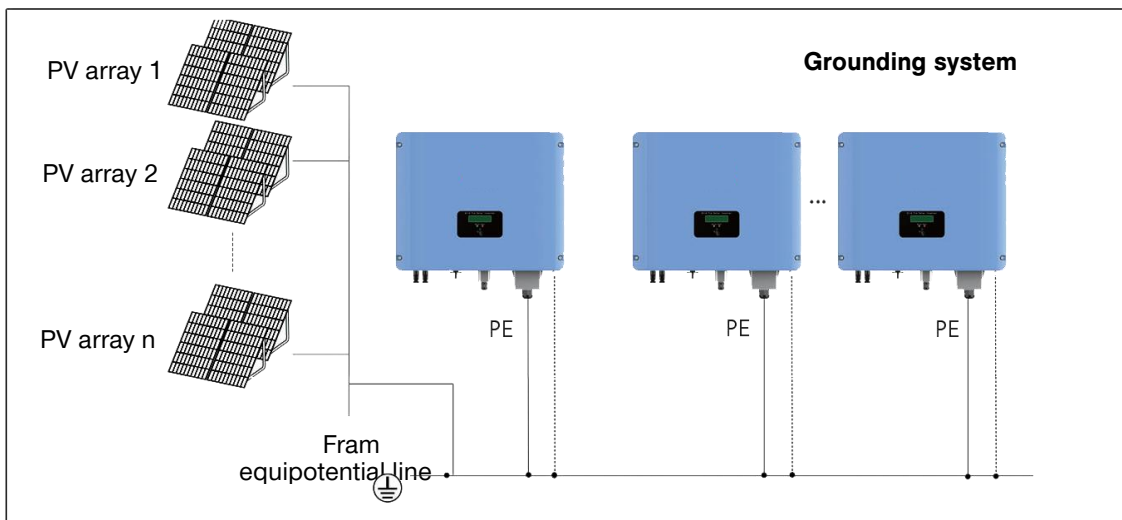 Grounding system
PV array 1
PV array 2
...
PV array n
PE
PE
PE
Fram
equipotential line